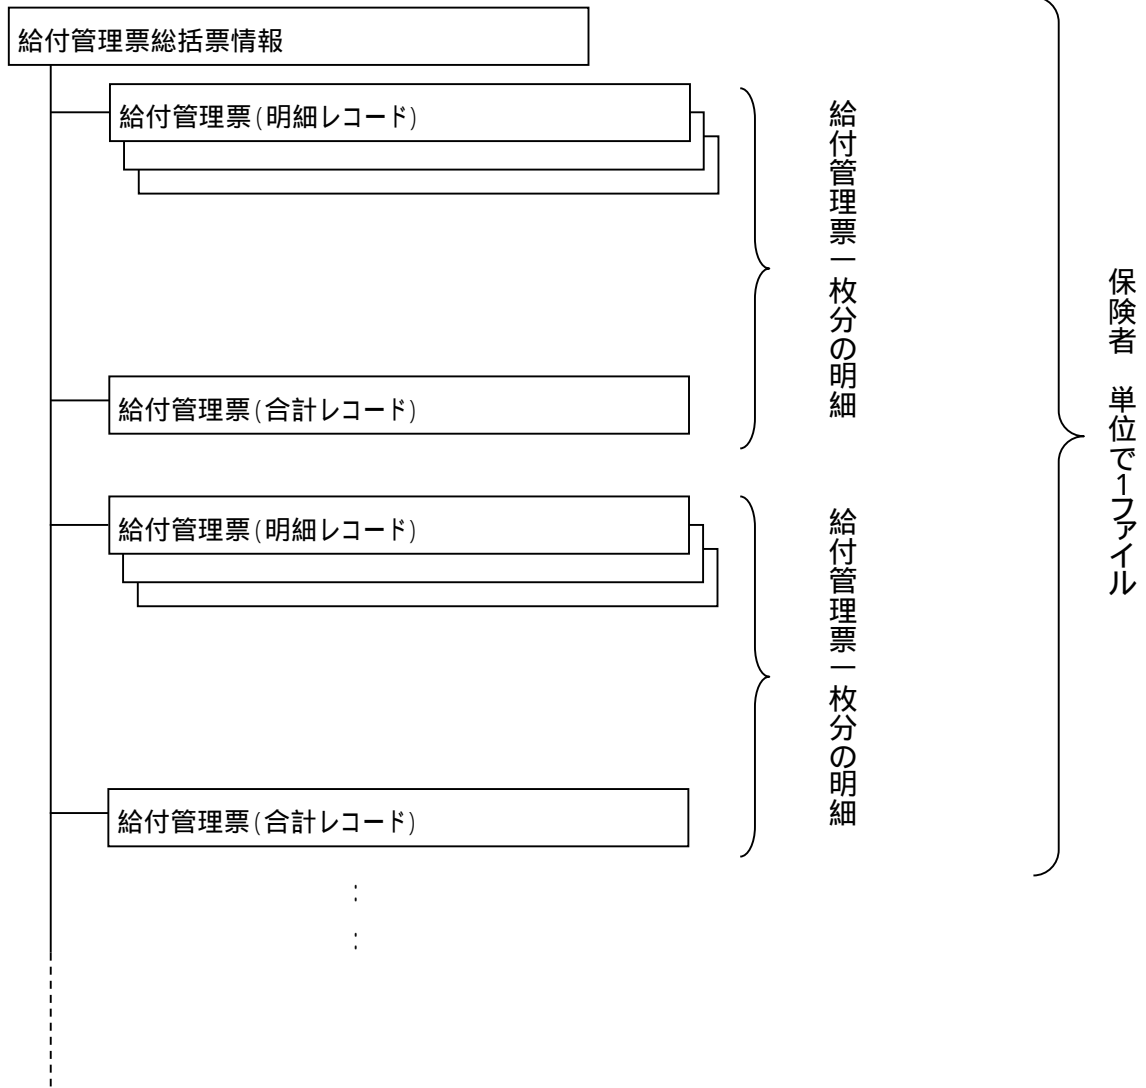 給付管理票総括票情報
給付管理票(明細レコード)
給付管理票(合計レコード)
給付管理票一枚分の明細
給付管理票(明細レコード)
給付管理票(合計レコード)
給付管理票一枚分の明細
保険者　単位で1ファイル